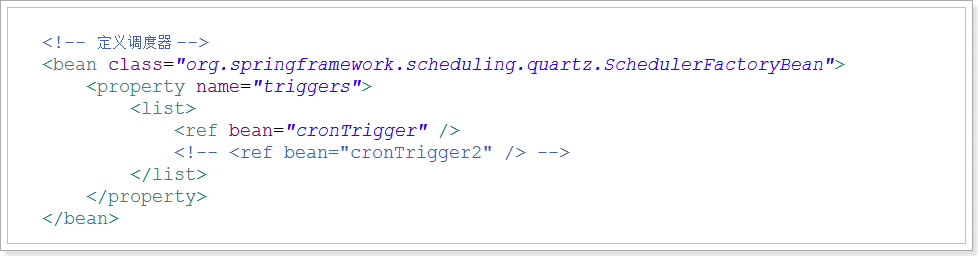 <!-- 定义调度器 -->
<bean class="org.springframework.scheduling.quartz.SchedulerFactoryBean">
    <property name="triggers">
        <list>
            <ref bean="cronTrigger" />
            <!-- <ref bean="cronTrigger2" /> -->
        </list>
    </property>
</bean>